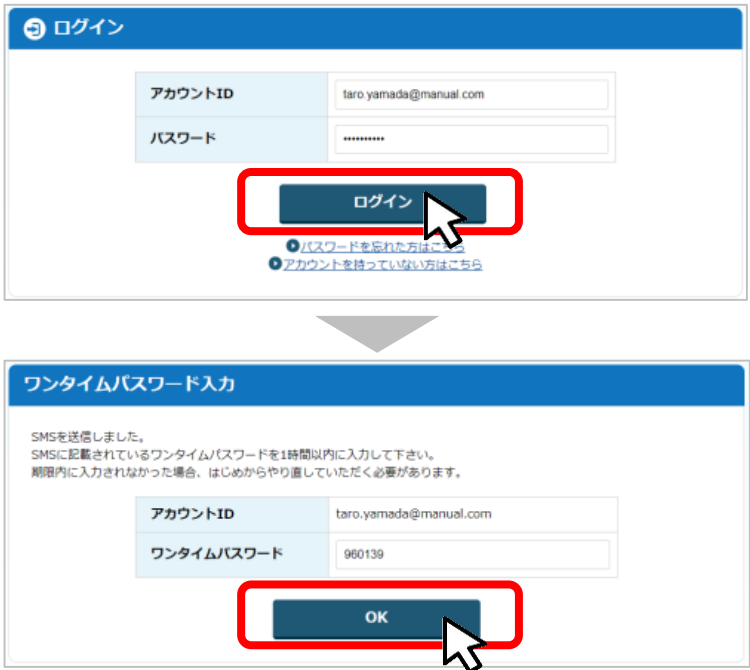 ログイン
アカウントID
taro.yamada@manual.com
パスワード
••••••••••
ログイン
パスワードを忘れた方はこちら
アカウントを持っていない方はこちら
ワンタイムパスワード入力
SMSを送信しました。
SMSに記載されているワンタイムパスワードを1時間以内に入力して下さい。
期限内に入力されなかった場合、はじめからやり直していただく必要があります。
アカウントID
taro.yamada@manual.com
ワンタイムパスワード
960139
OK